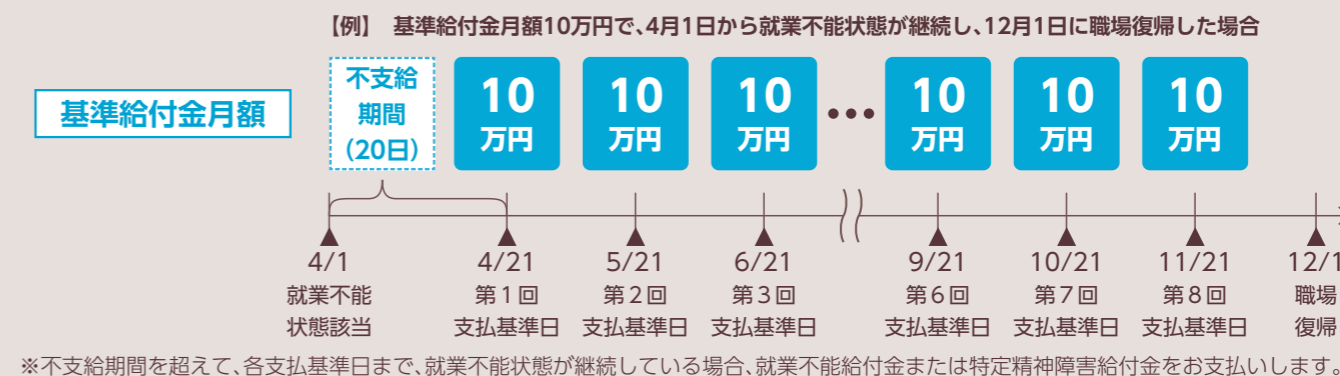 【例】 基準給付金月額10万円で、4月1日から就業不能状態が継続し、12月1日に職場復帰した場合
基準給付金月額
不支給
期間
(20日)
10
万円
10
万円
10
万円
•••
10
万円
10
万円
10
万円
4/1
就業不能
状態該当
4/21
第1回
支払基準日
5/21
第2回
支払基準日
6/21
第3回
支払基準日
9/21
第6回
支払基準日
10/21
第7回
支払基準日
11/21
第8回
支払基準日
12/1
職場
復帰
※不支給期間を超えて、各支払基準日まで、就業不能状態が継続している場合、就業不能給付金または特定精神障害給付金をお支払いします。